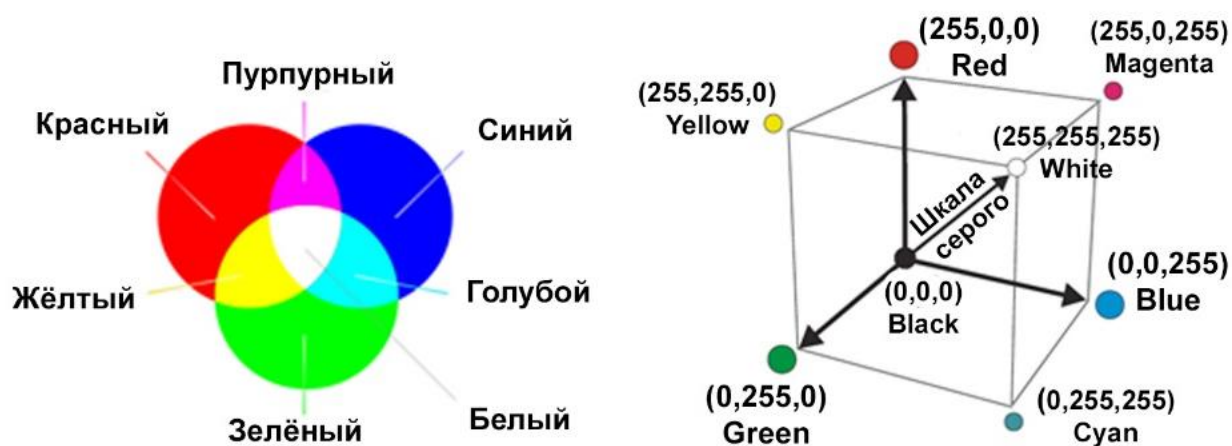 Пурпурный
Красный
Синий
Жёлтый
Голубой
Зелёный
Белый
(255,0,0)
Red
(255,0,255)
Magenta
(255,255,0)
Yellow
(255,255,255)
White
Шкала
серого
(0,0,0)
Black
(0,0,255)
Blue
(0,255,0)
Green
(0,255,255)
Cyan